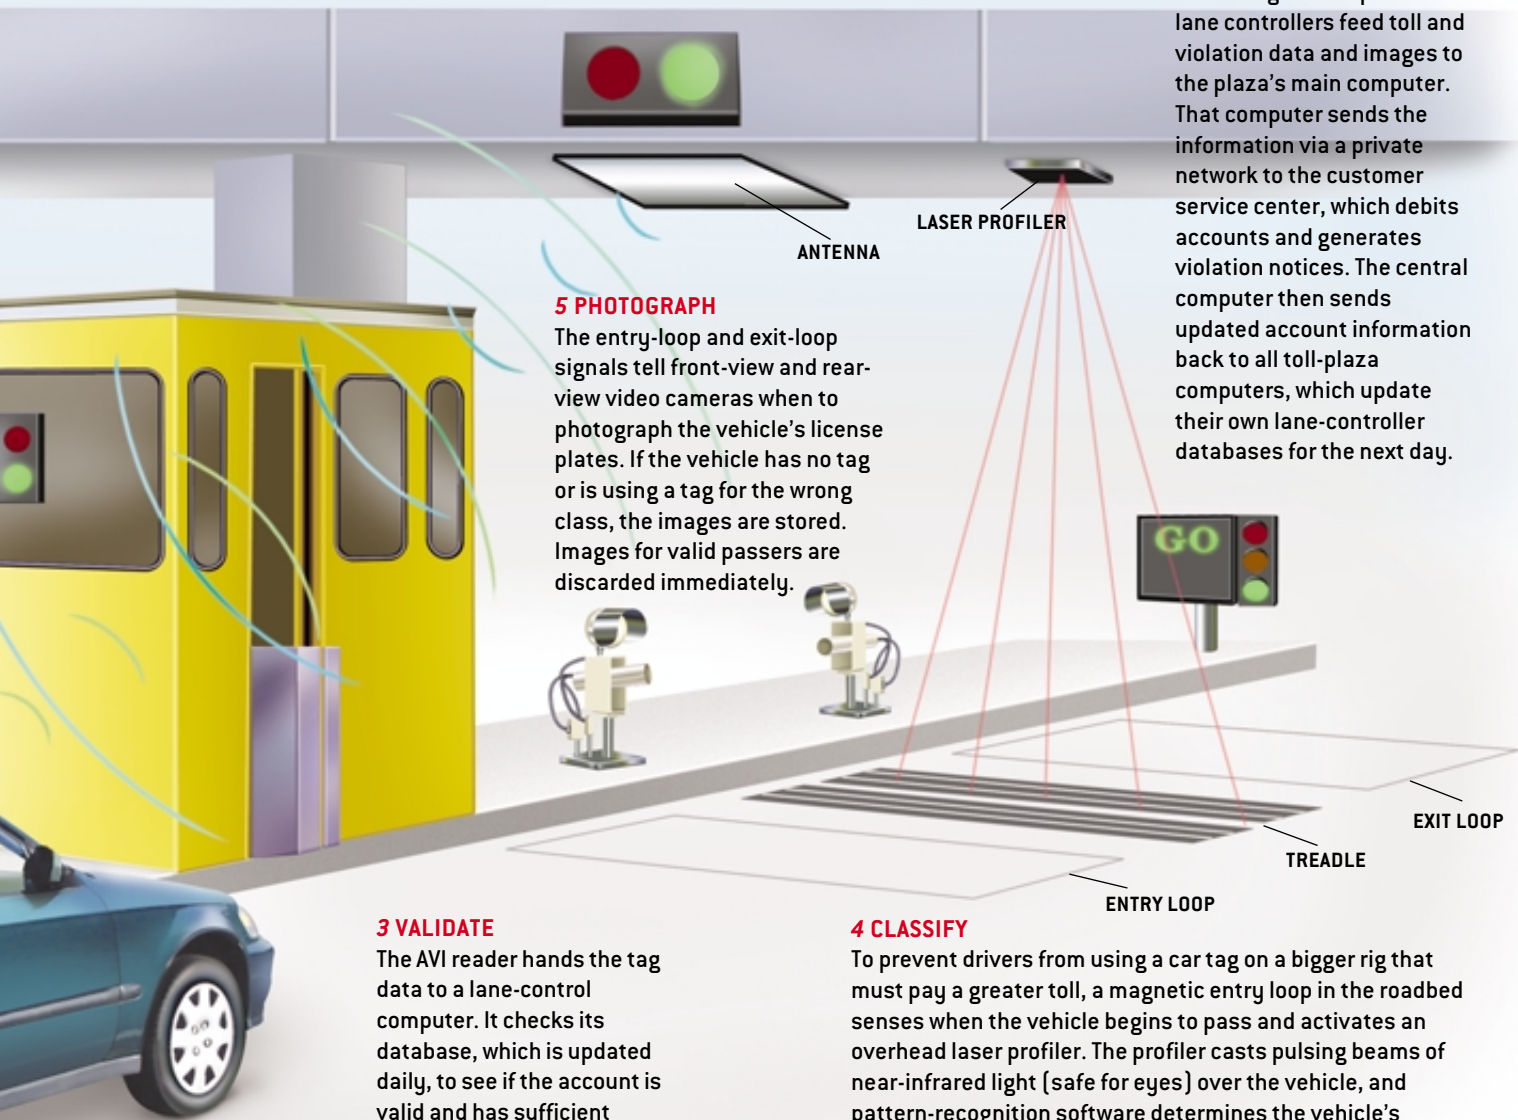 lane controllers feed toll and
violation data and images to
the plaza's main computer.
That computer sends the
information via a private
network to the customer
service center, which debits
accounts and generates
violation notices. The central
computer then sends
updated account information
back to all toll-plaza
computers, which update
their own lane-controller
databases for the next day.
LASER PROFILER
ANTENNA
5 PHOTOGRAPH
The entry-loop and exit-loop
signals tell front-view and rear-
view video cameras when to
photograph the vehicle's license
plates. If the vehicle has no tag
or is using a tag for the wrong
class, the images are stored.
Images for valid passers are
discarded immediately.
GO
EXIT LOOP
TREADLE
ENTRY LOOP
3 VALIDATE
The AVI reader hands the tag
data to a lane-control
computer. It checks its
database, which is updated
daily, to see if the account is
valid and has sufficient
4 CLASSIFY
To prevent drivers from using a car tag on a bigger rig that
must pay a greater toll, a magnetic entry loop in the roadbed
senses when the vehicle begins to pass and activates an
overhead laser profiler. The profiler casts pulsing beams of
near-infrared light (safe for eyes) over the vehicle, and
pattern-recognition software determines the vehicle's